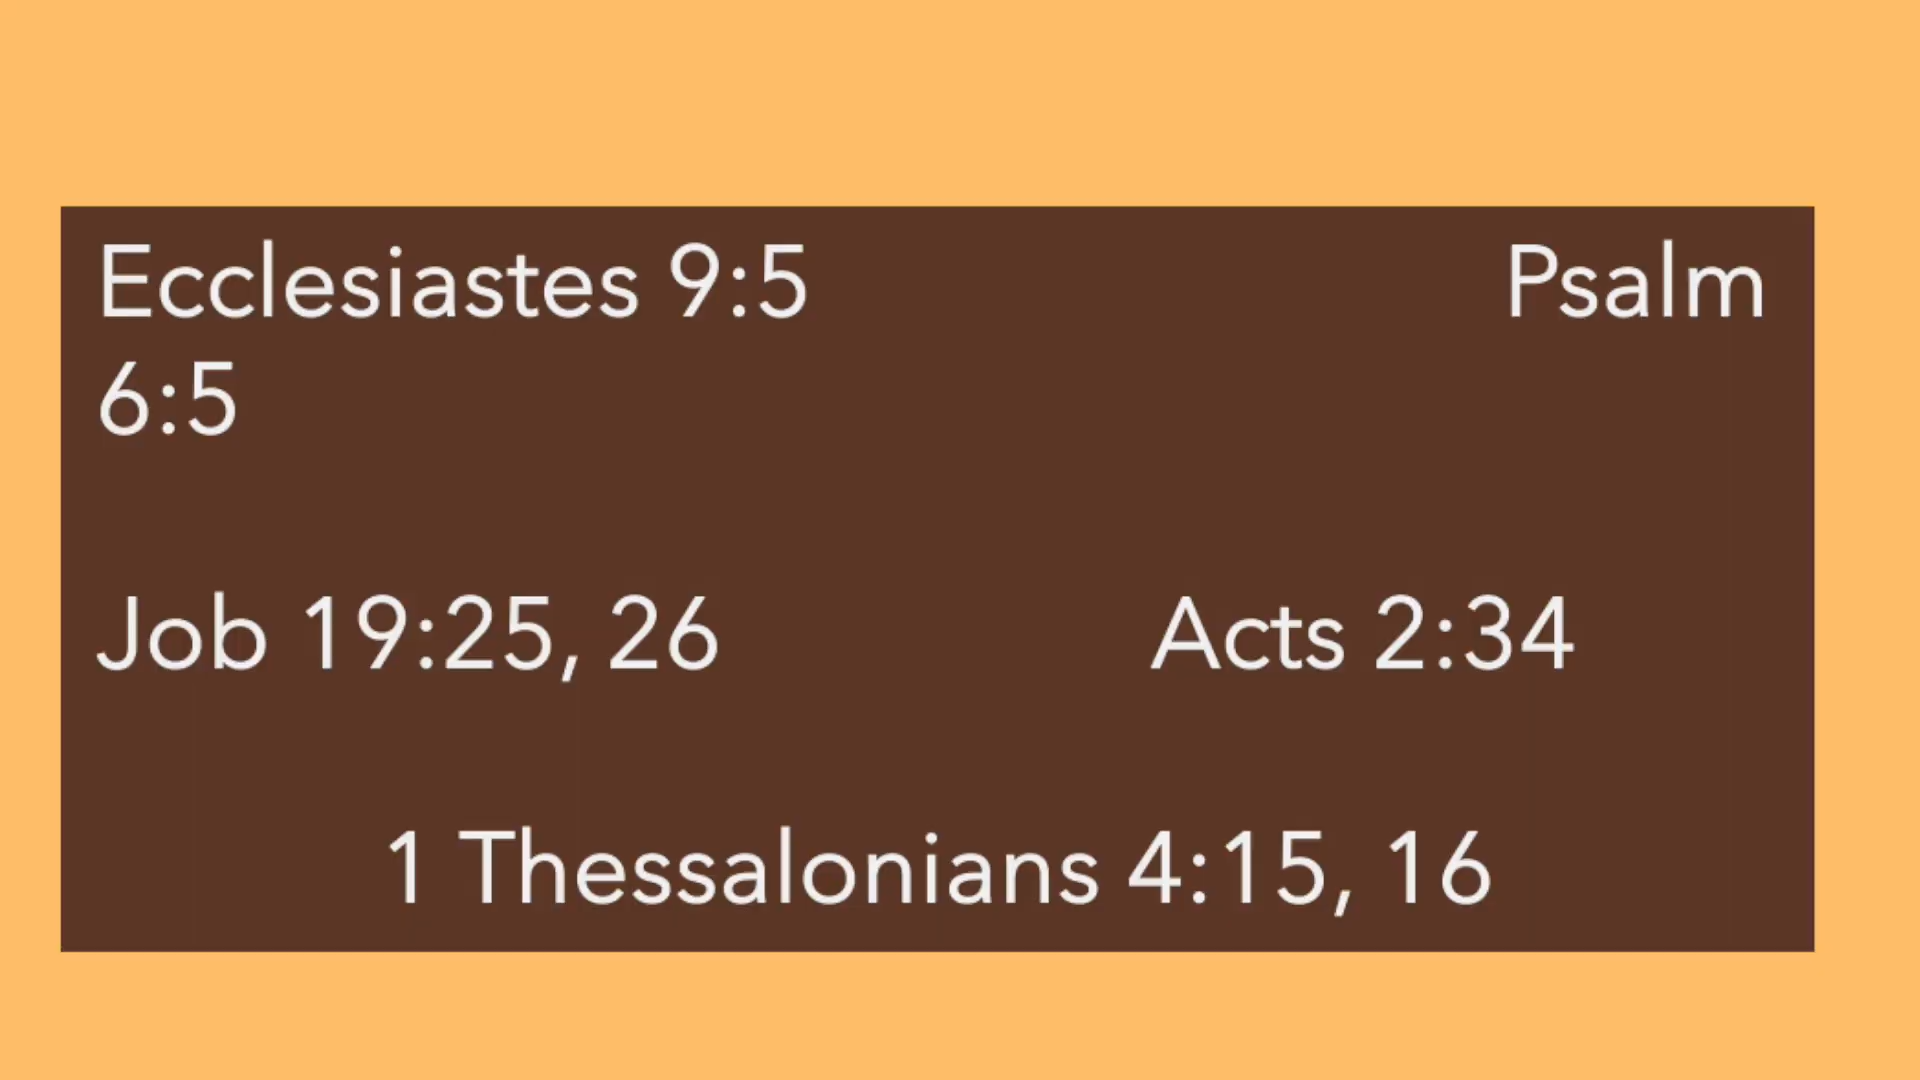 Ecclesiastes 9:5 Psalm
6:5
Job 19:25, 26 Acts 2:34
1 Thessalonians 4:15, 16